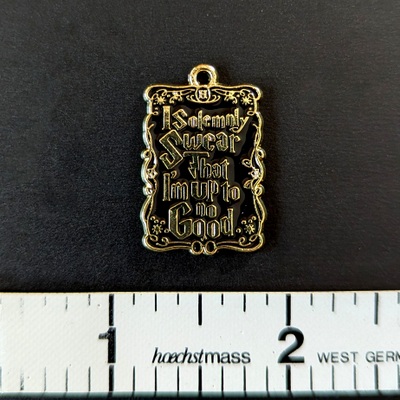 I Solemnly
Swear
That
I'm up to
no
Good
1 hoechstmass 2 WEST GERM